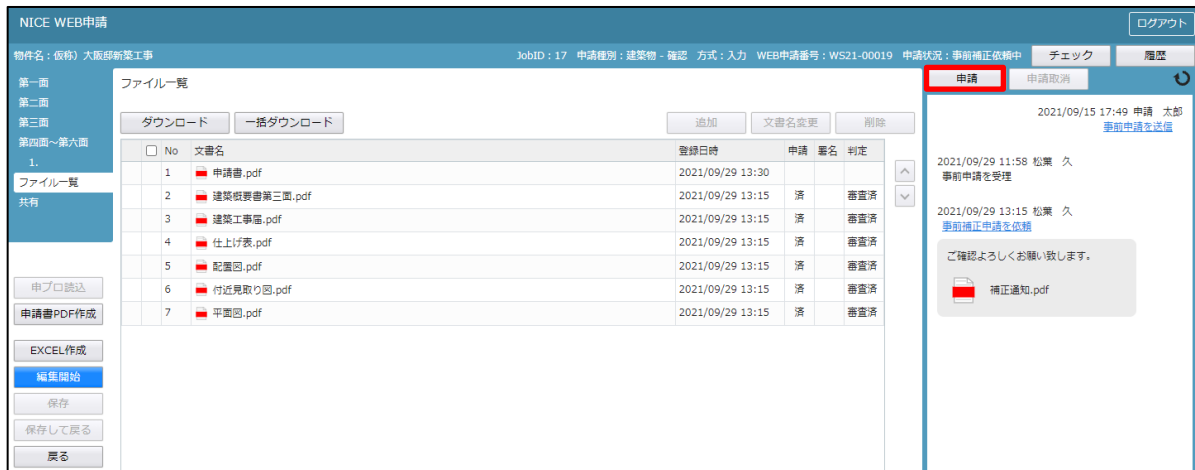 NICE WEB申請
ログアウト
物件名：仮称）大阪邸新築工事
JobID：17 申請種別：建築物 - 確認 方式：入力 WEB申請番号：WS21-00019 申請状況：事前補正依頼中
チェック
履歴
第一面
第二面
第三面
第四面～第六面
1.
ファイル一覧
共有
申プロ読込
申請書PDF作成
EXCEL作成
編集開始
保存
保存して戻る
戻る
ファイル一覧
ダウンロード 一括ダウンロード 追加 文書名変更 削除
No 文書名 登録日時 申請 署名 判定
1 申請書.pdf 2021/09/29 13:30
2 建築概要書第三面.pdf 2021/09/29 13:15 済 審査済
3 建築工事届.pdf 2021/09/29 13:15 済 審査済
4 仕上げ表.pdf 2021/09/29 13:15 済 審査済
5 配置図.pdf 2021/09/29 13:15 済 審査済
6 付近見取り図.pdf 2021/09/29 13:15 済 審査済
7 平面図.pdf 2021/09/29 13:15 済 審査済
申請 申請取消
2021/09/15 17:49 申請 太郎
事前申請を送信
2021/09/29 11:58 松葉 久
事前申請を受理
2021/09/29 13:15 松葉 久
事前補正申請を依頼
ご確認よろしくお願い致します。
補正通知.pdf